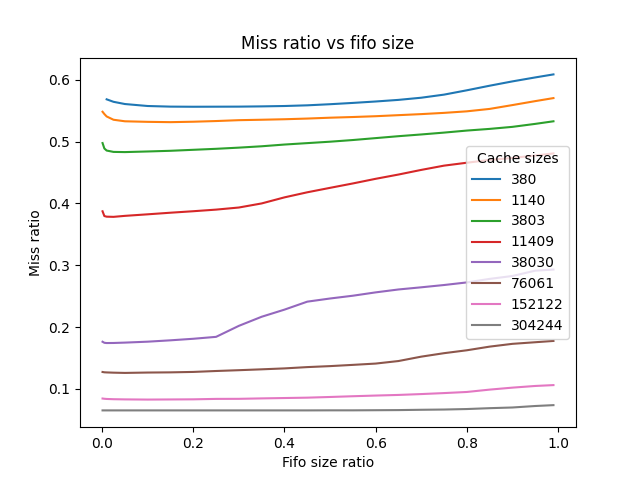 Miss ratio vs fifo size
Miss ratio
0.6
0.5
0.4
0.3
0.2
0.1
Cache sizes
380
1140
3803
11409
38030
76061
152122
304244
0.0 0.2 0.4 0.6 0.8 1.0
Fifo size ratio